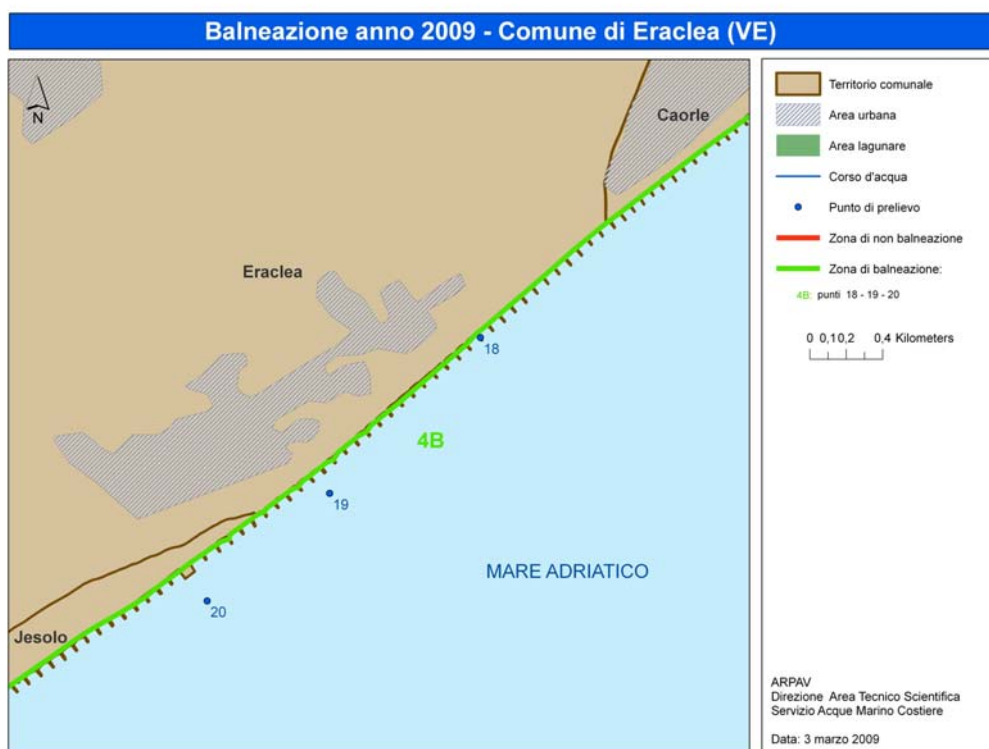 Balneazione anno 2009 - Comune di Eraclea (VE)
N
Caorle
Eraclea
18
4B
19
MARE ADRIATICO
20
Jesolo
Territorio comunale
Area urbana
Area lagunare
Corso d'acqua
Punto di prelievo
Zona di non balneazione
Zona di balneazione:
4B: punti 18 - 19 - 20
0 0,10,2 0,4 Kilometers
ARPAV
Direzione Area Tecnico Scientifica
Servizio Acque Marino Costiere
Data: 3 marzo 2009